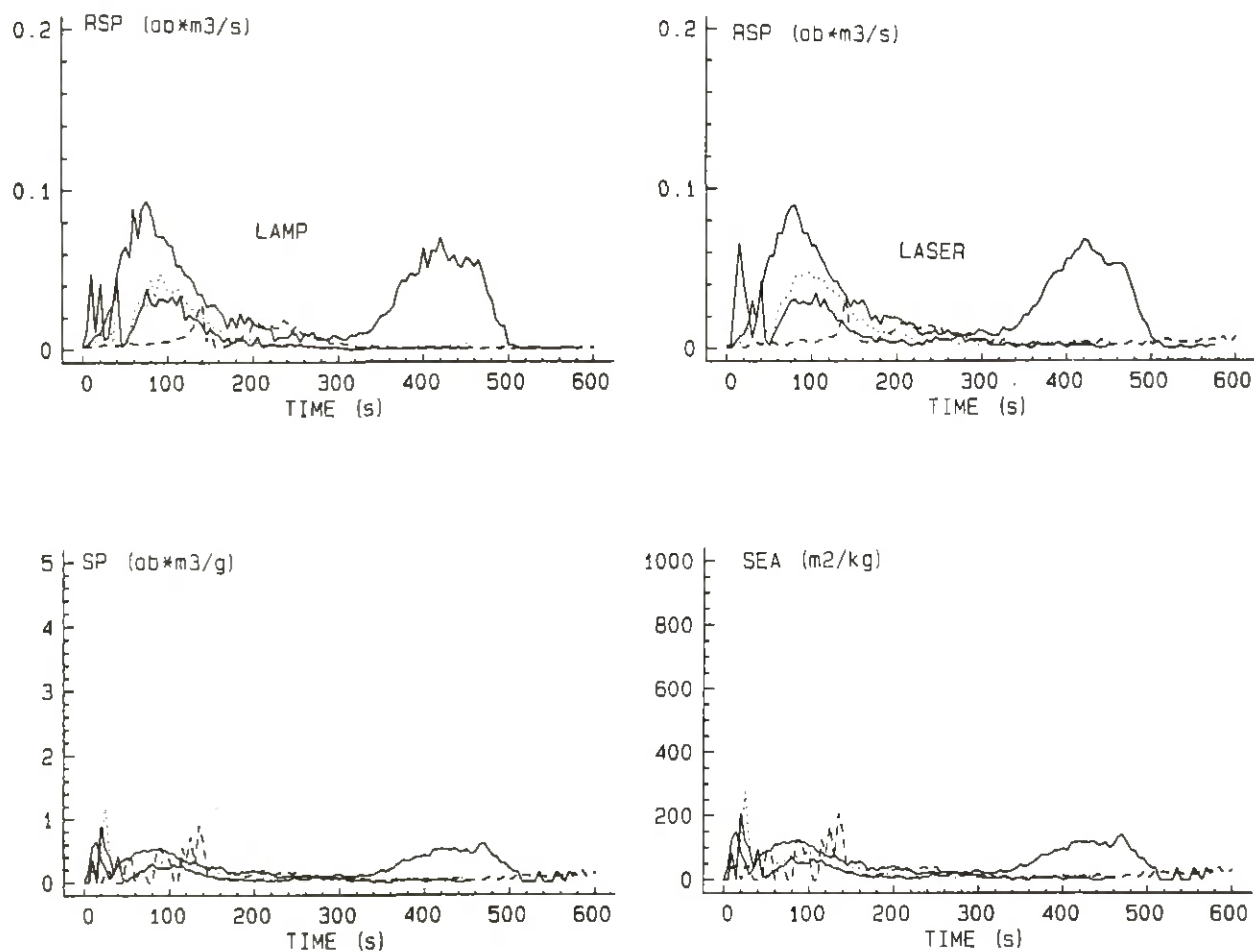 RSP (ob*m3/s)
0.2
0.1
0
LAMP
0 100 200 300 400 500 600
TIME (s)
RSP (ob*m3/s)
0.2
0.1
0
LASER
0 100 200 300 400 500 600
TIME (s)
SP (ob*m3/g)
5
4
3
2
1
0
0 100 200 300 400 500 600
TIME (s)
SEA (m2/kg)
1000
800
600
400
200
0
0 100 200 300 400 500 600
TIME (s)